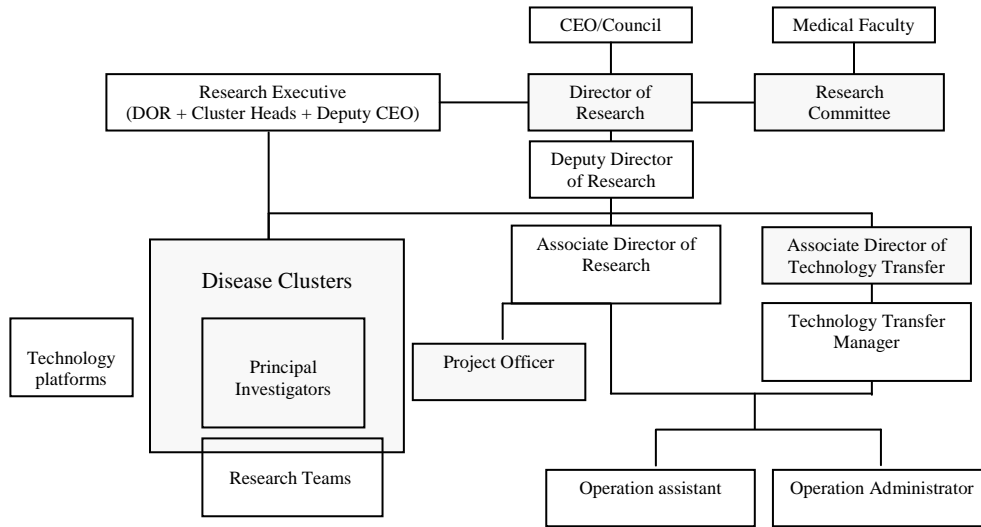 CEO/Council
Medical Faculty
Research Executive
(DOR + Cluster Heads + Deputy CEO)
Director of
Research
Research
Committee
Deputy Director
of Research
Associate Director of
Research
Associate Director of
Technology Transfer
Disease Clusters
Technology Transfer
Manager
Technology
platforms
Principal
Investigators
Project Officer
Research Teams
Operation assistant
Operation Administrator